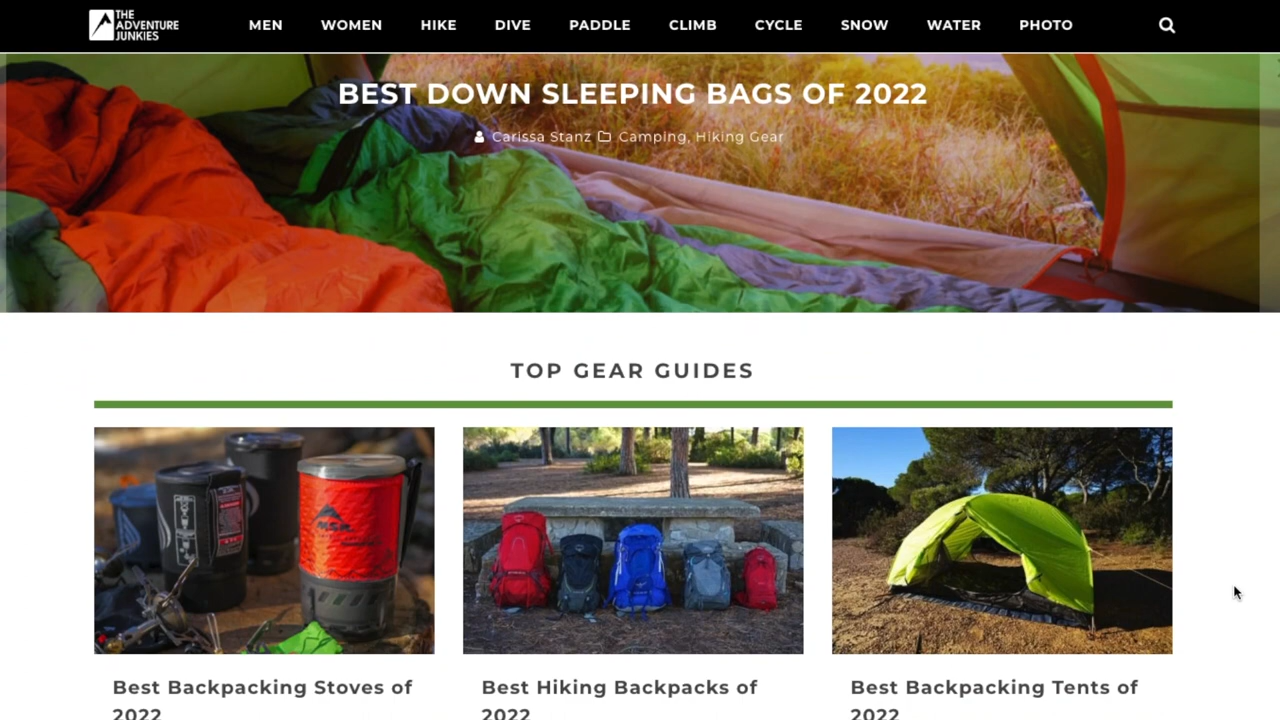 THE
ADVENTURE
JUNKIES
MEN WOMEN HIKE DIVE PADDLE CLIMB CYCLE SNOW WATER PHOTO
BEST DOWN SLEEPING BAGS OF 2022
Carissa Stanz Camping, Hiking Gear
TOP GEAR GUIDES
MSR
Best Backpacking Stoves of
2022
Best Hiking Backpacks of
2022
Best Backpacking Tents of
2022